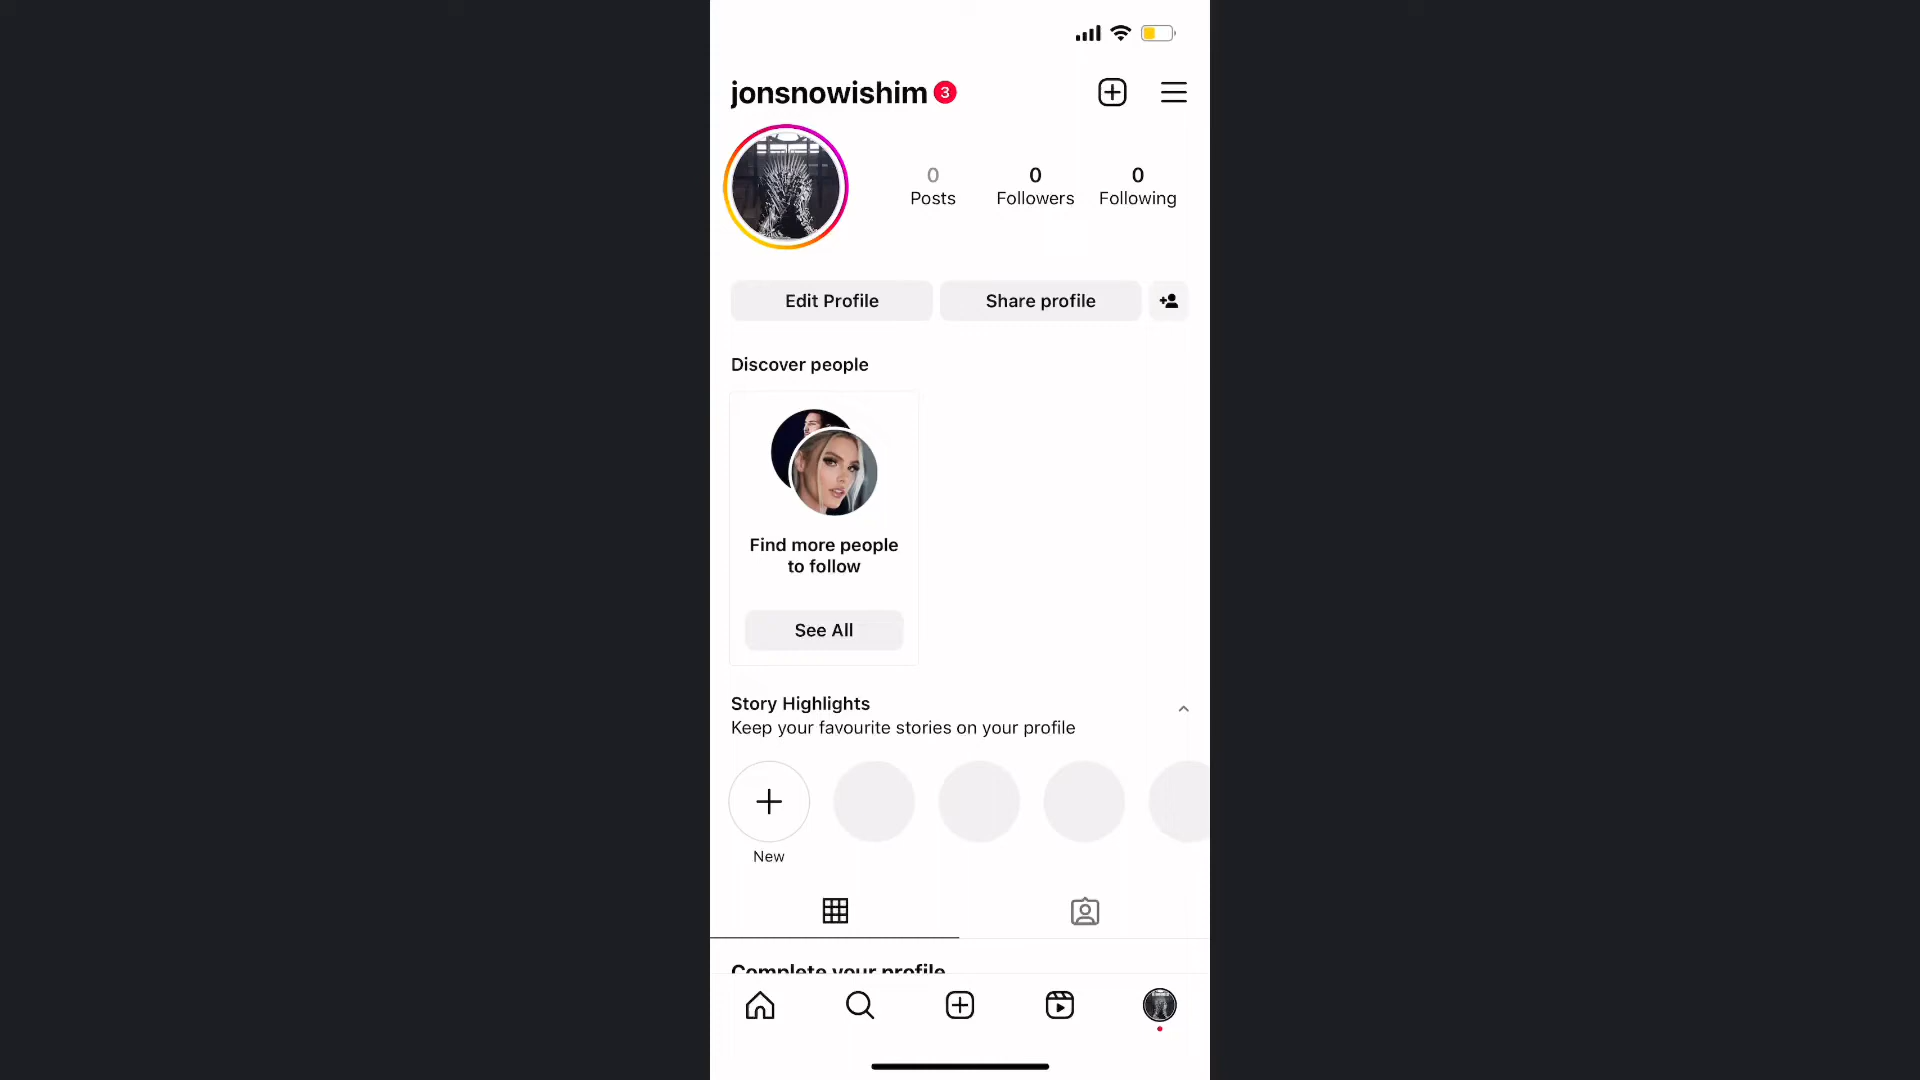 jonsnowishim 3
0 0 0
Posts Followers Following
Edit Profile Share profile
Discover people
Find more people
to follow
See All
Story Highlights
Keep your favourite stories on your profile
New
Complete your profile